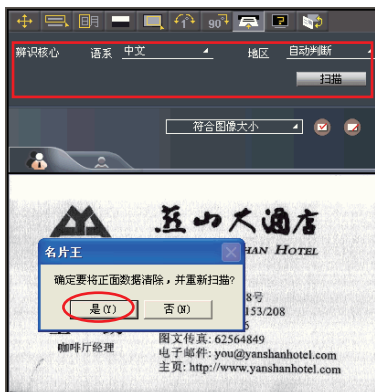 90°
辨识核心 语系 中文 地区 自动判断
扫描
符合图像大小
燕山大酒店
HAN HOTEL
名片王
确定要将正面数据清除，并重新扫描?
是(Y) 否(N)
8号
153/208
6
咖啡厅经理
图文传真: 62564849
电子邮件: you@yanshanhotel.com
主页: http://www.yanshanhotel.com